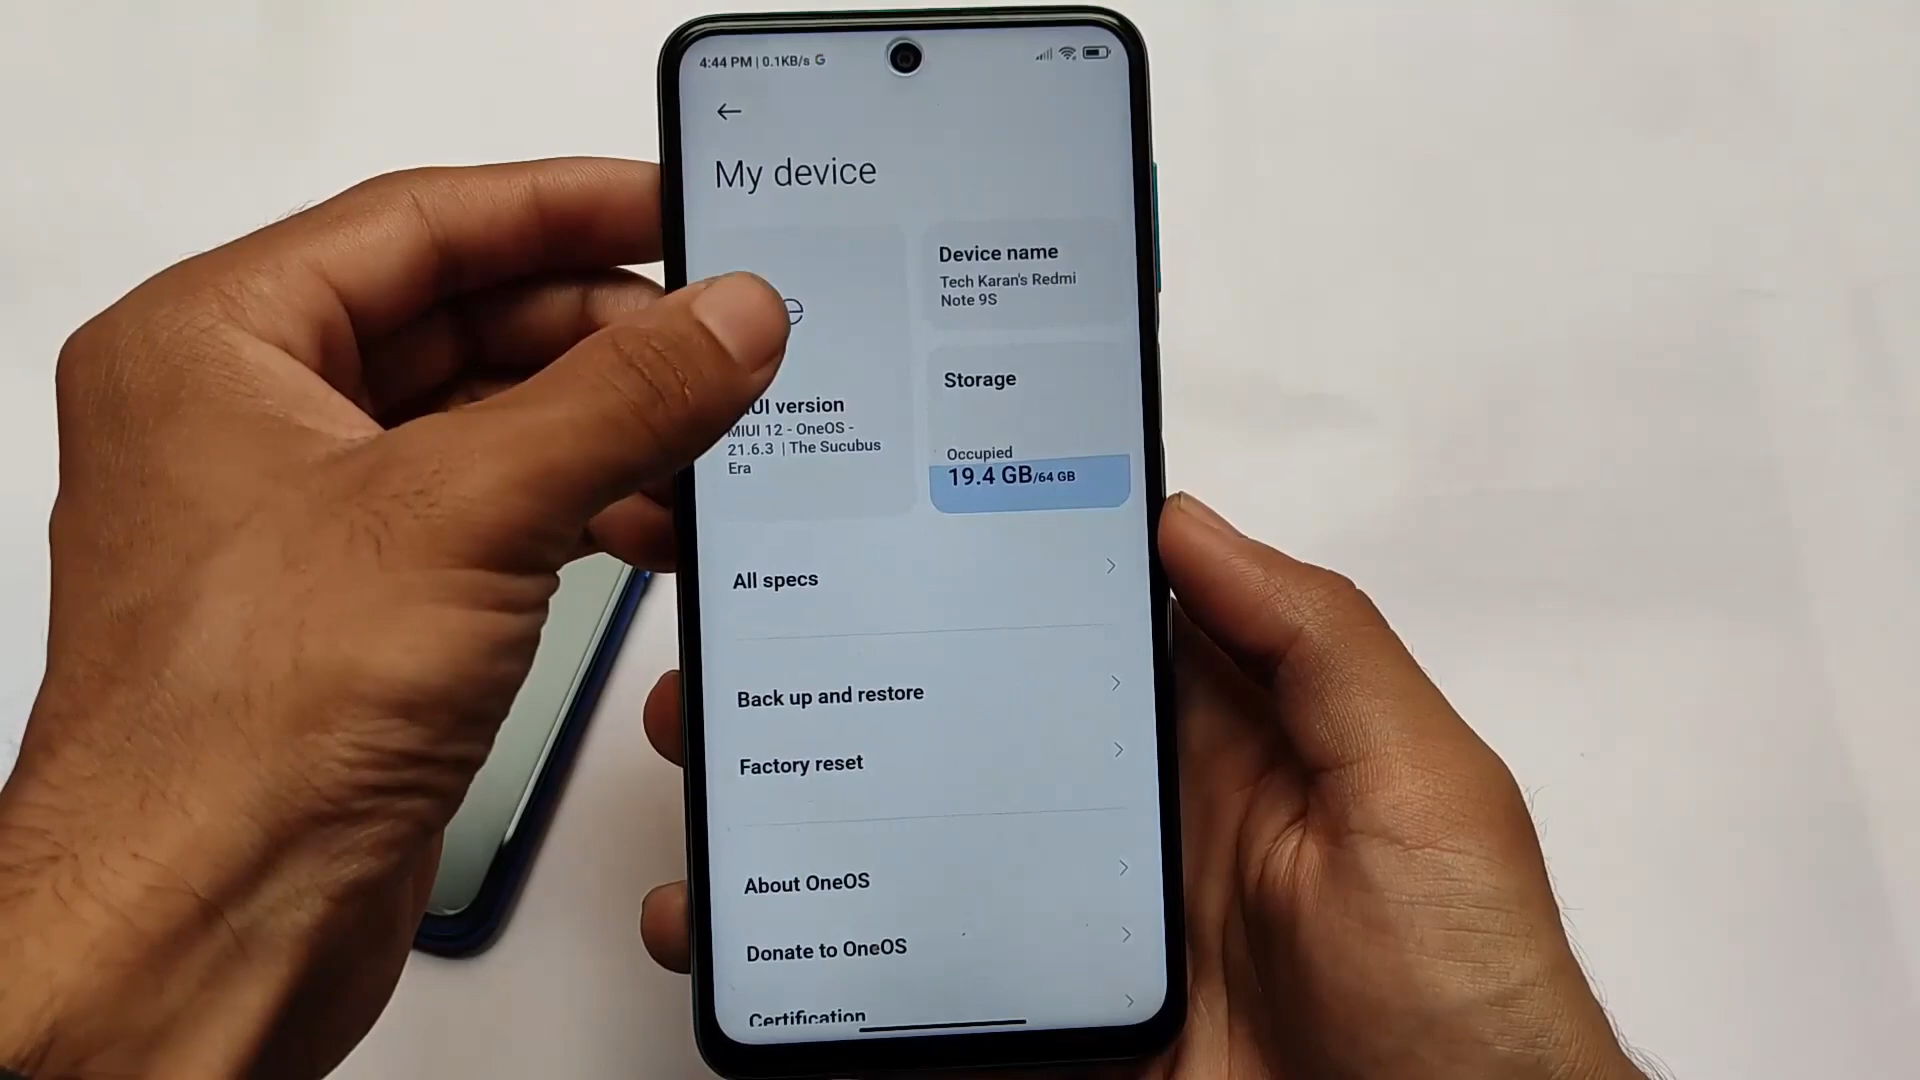 4:44 PM | 0.1KB/s G
My device
Device name
Tech Karan's Redmi
Note 9S
UI version
MIUI 12 - OneOS -
21.6.3 | The Sucubus
Era
Storage
Occupied
19.4 GB/64 GB
All specs
Back up and restore
Factory reset
About OneOS
Donate to OneOS
Certification